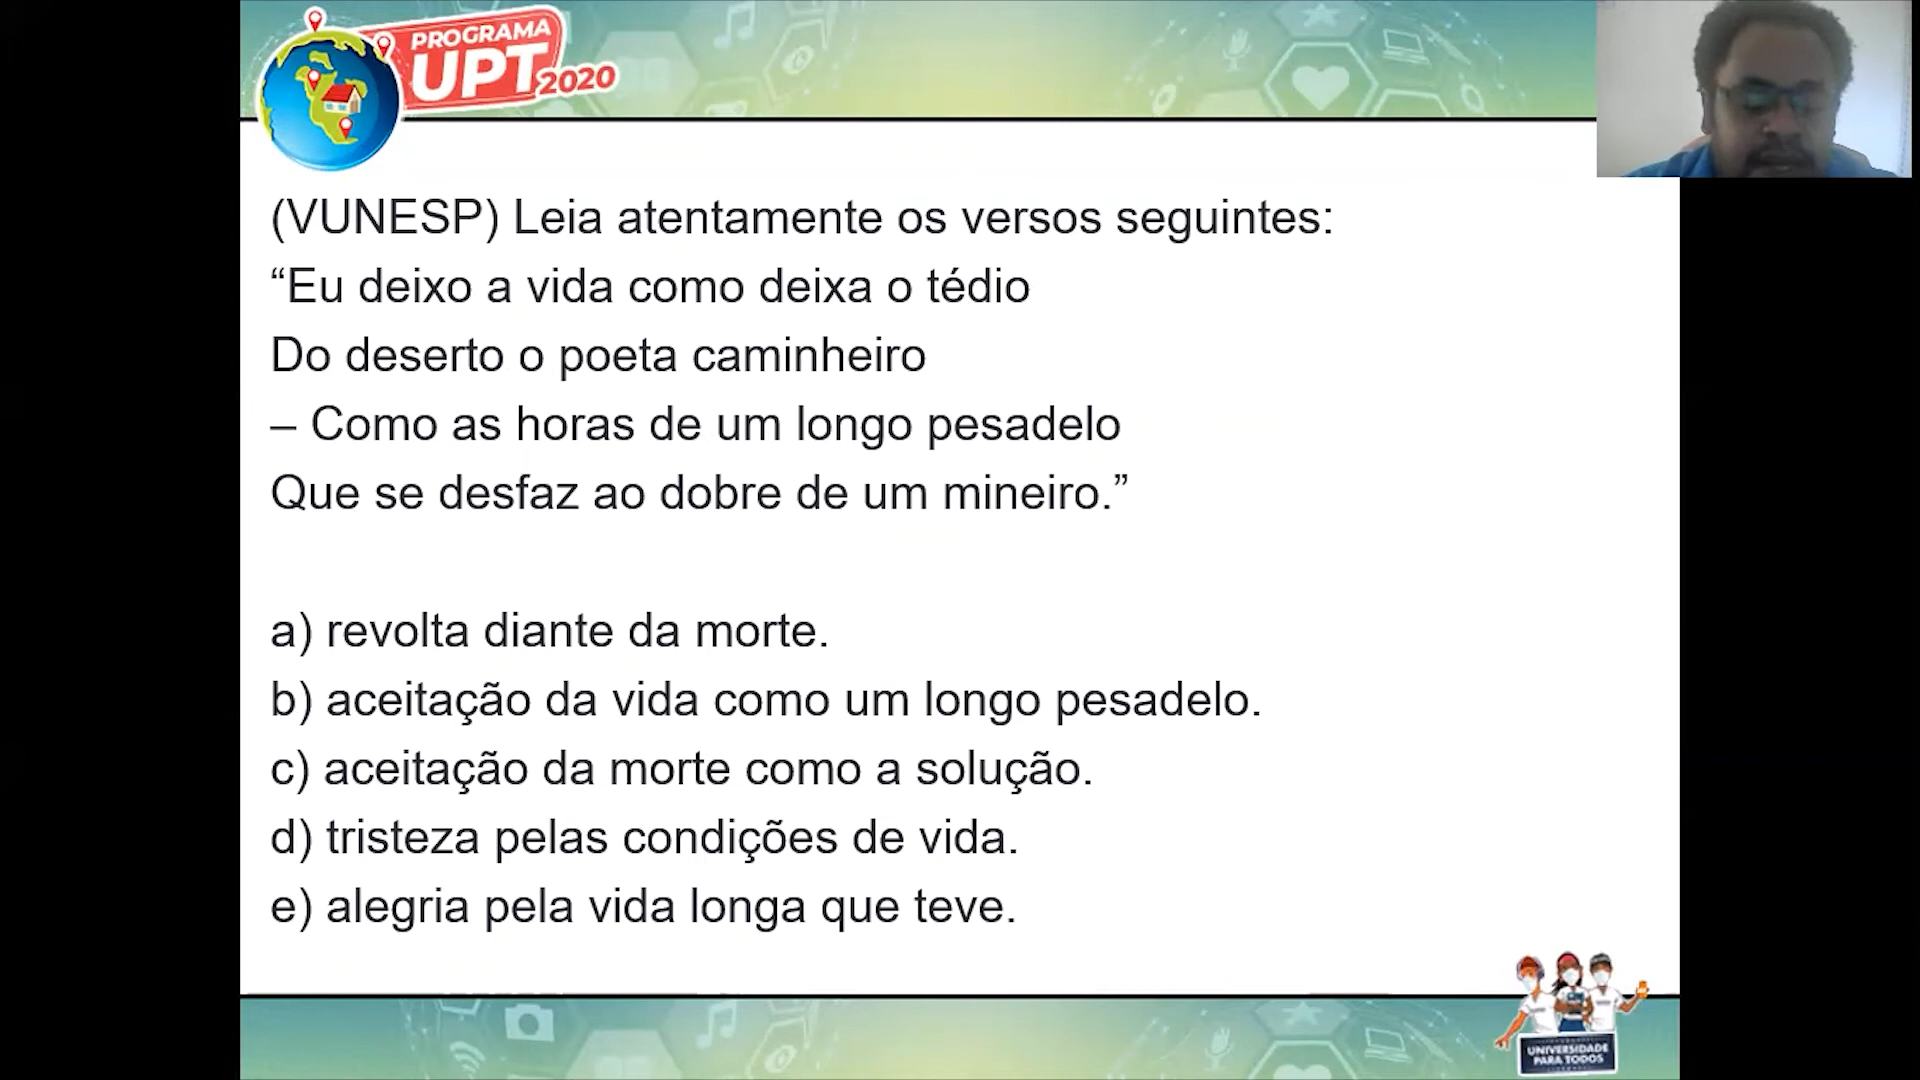 PROGRAMA
UPT 2020
(VUNESP) Leia atentamente os versos seguintes:
“Eu deixo a vida como deixa o tédio
Do deserto o poeta caminheiro
– Como as horas de um longo pesadelo
Que se desfaz ao dobre de um mineiro.”
a) revolta diante da morte.
b) aceitação da vida como um longo pesadelo.
c) aceitação da morte como a solução.
d) tristeza pelas condições de vida.
e) alegria pela vida longa que teve.
UNIVERSIDADE
PARA TODOS